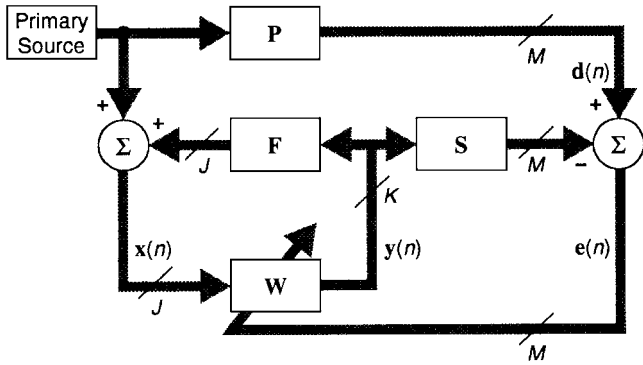 Primary
Source
P
M
d(n)
+
+
+
Σ
J
F
S
M
−
Σ
K
x(n)
y(n)
e(n)
J
W
M